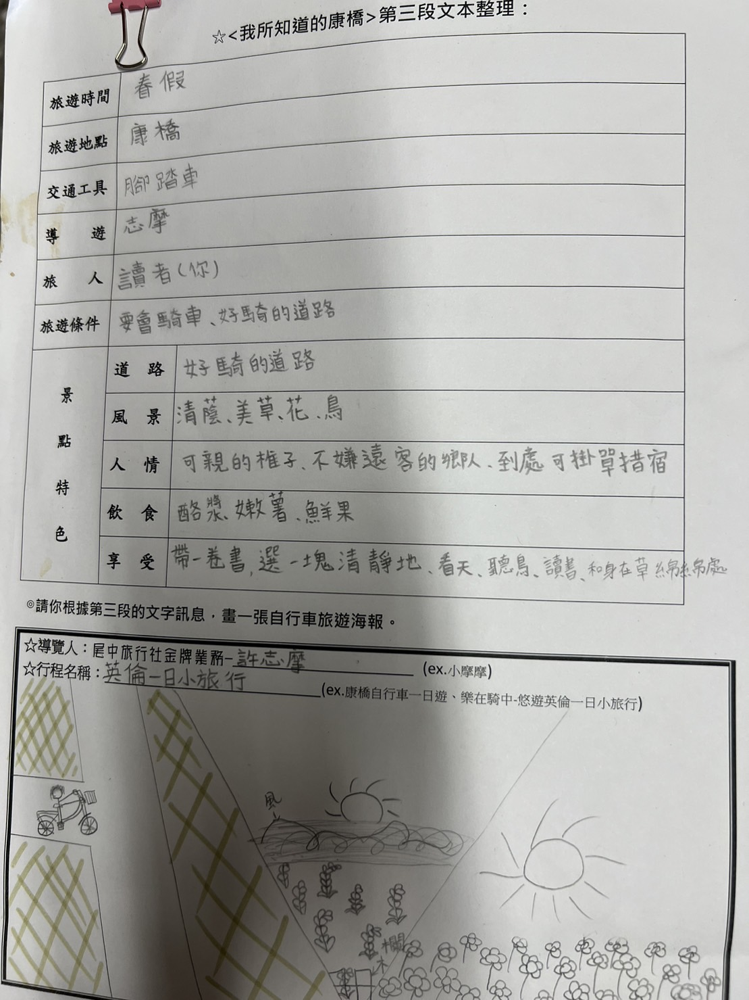 ☆<我所知道的康橋>第三段文本整理：
旅遊時間 春假
旅遊地點 康橋
交通工具 腳踏車
導遊 志摩
旅人 讀者(你)
旅遊條件 要會騎車、好騎的道路
景點特色
道路 好騎的道路
風景 清蔭、美草、花、鳥
人情 可親的稚子、不嫌遠客的鄉人、到處可掛單措宿
飲食 酪漿、嫩薯、鮮果
享受 帶一卷書,選一塊清靜地、看天、聽鳥、讀書、和身在草綿綿處
◎請你根據第三段的文字訊息，畫一張自行車旅遊海報。
☆導覽人：尾中旅行社金牌業務–許志摩 (ex.小摩摩)
☆行程名稱：英倫一日小旅行 (ex.康橋自行車一日遊、樂在騎中-悠遊英倫一日小旅行)
風
欄木